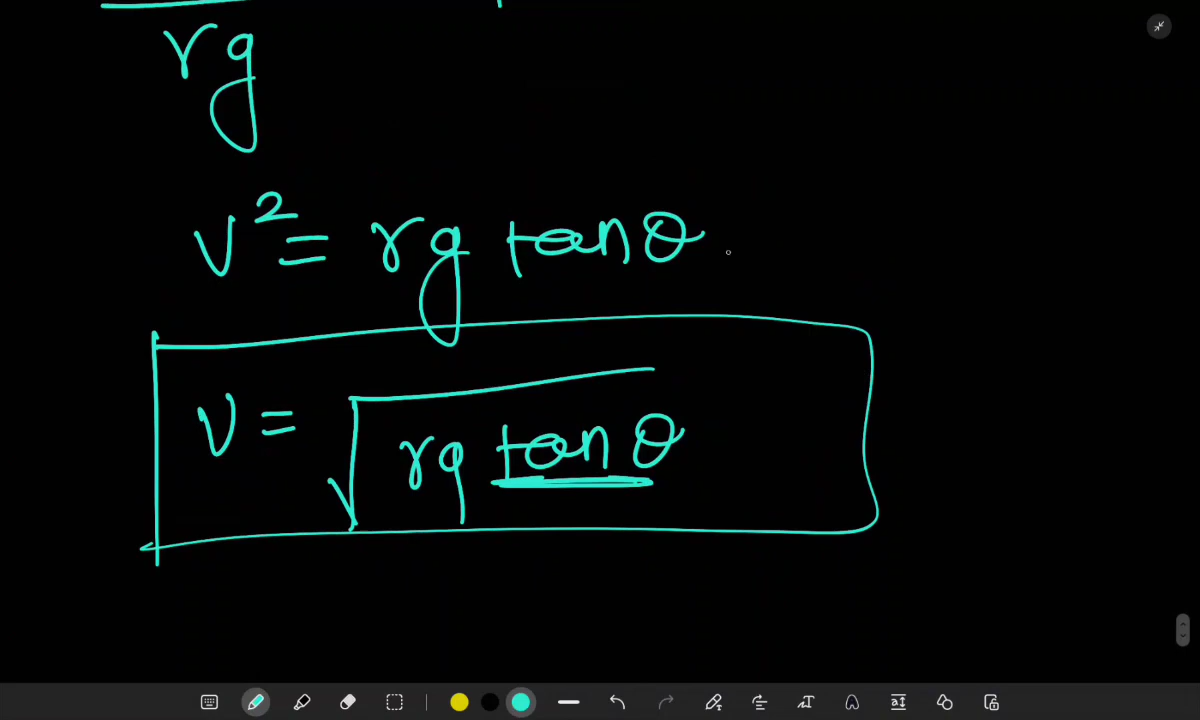 rg
v² = rg tanθ
v = √rg tanθ